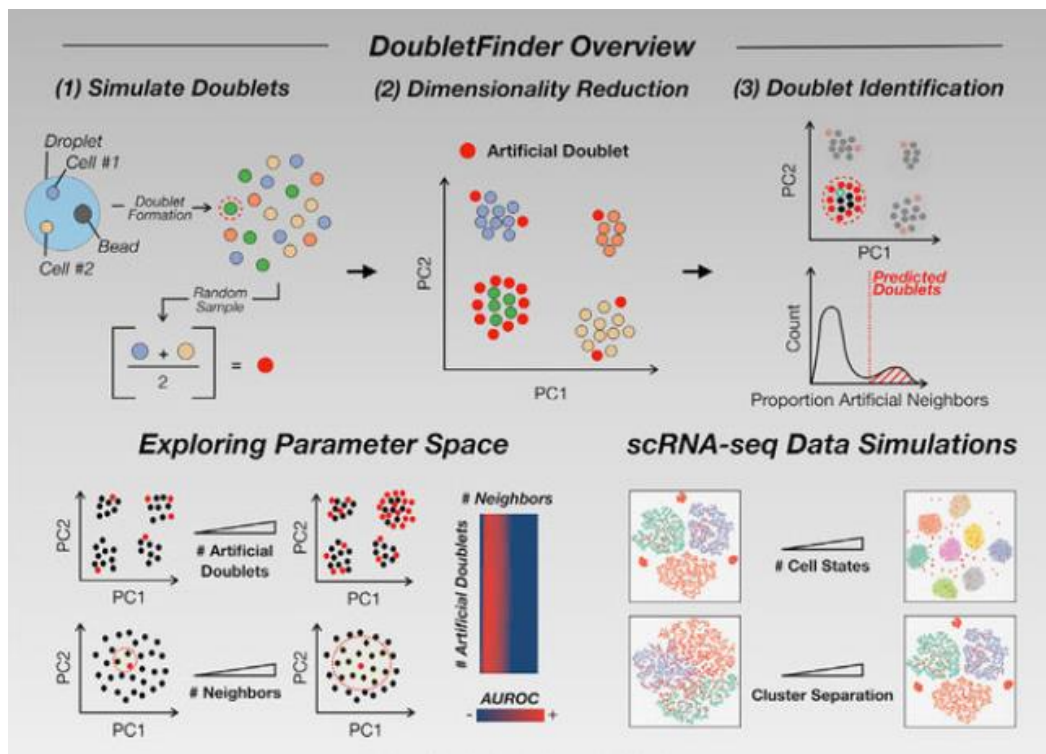 DoubletFinder Overview
(1) Simulate Doublets
Droplet
Cell #1
Doublet
Formation
Bead
Cell #2
Random
Sample
+
2
=
(2) Dimensionality Reduction
Artificial Doublet
PC2
PC1
(3) Doublet Identification
PC2
PC1
Predicted
Doublets
Count
Proportion Artificial Neighbors
Exploring Parameter Space
PC2
PC1
# Artificial
Doublets
PC2
PC1
PC2
PC1
# Neighbors
PC2
PC1
# Neighbors
# Artificial Doublets
AUROC
- +
scRNA-seq Data Simulations
# Cell States
Cluster Separation